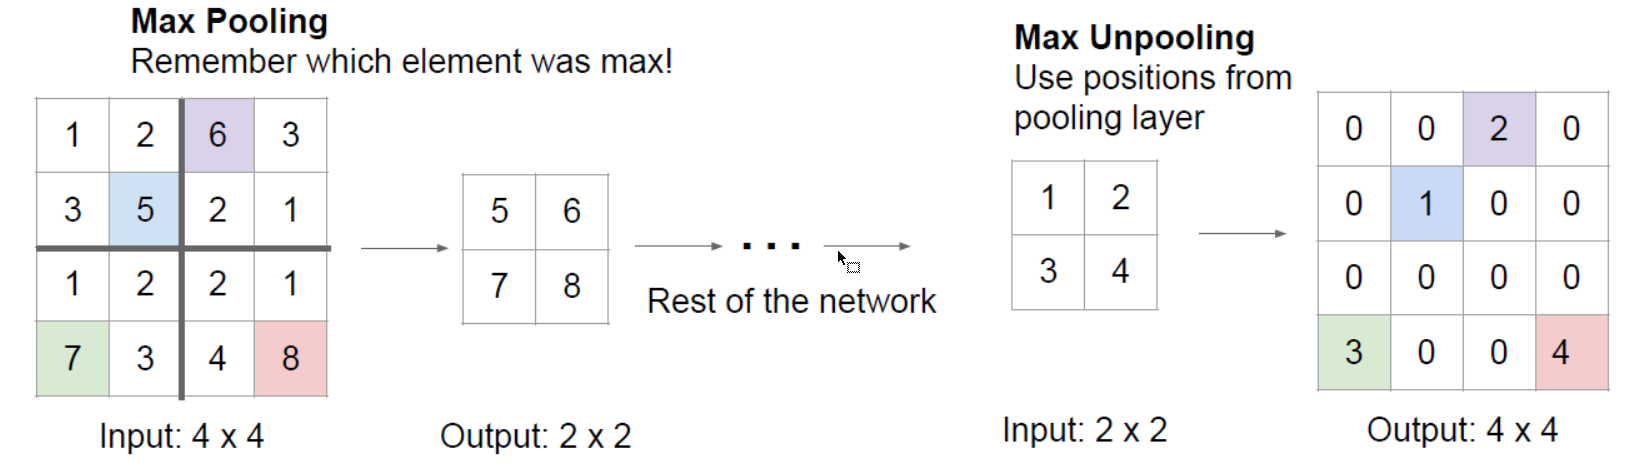 Max Pooling
Remember which element was max!
1 2 6 3
3 5 2 1
1 2 2 1
7 3 4 8
Input: 4 x 4
5 6
7 8
Output: 2 x 2
...
Rest of the network
Max Unpooling
Use positions from
pooling layer
1 2
3 4
Input: 2 x 2
0 0 2 0
0 1 0 0
0 0 0 0
3 0 0 4
Output: 4 x 4